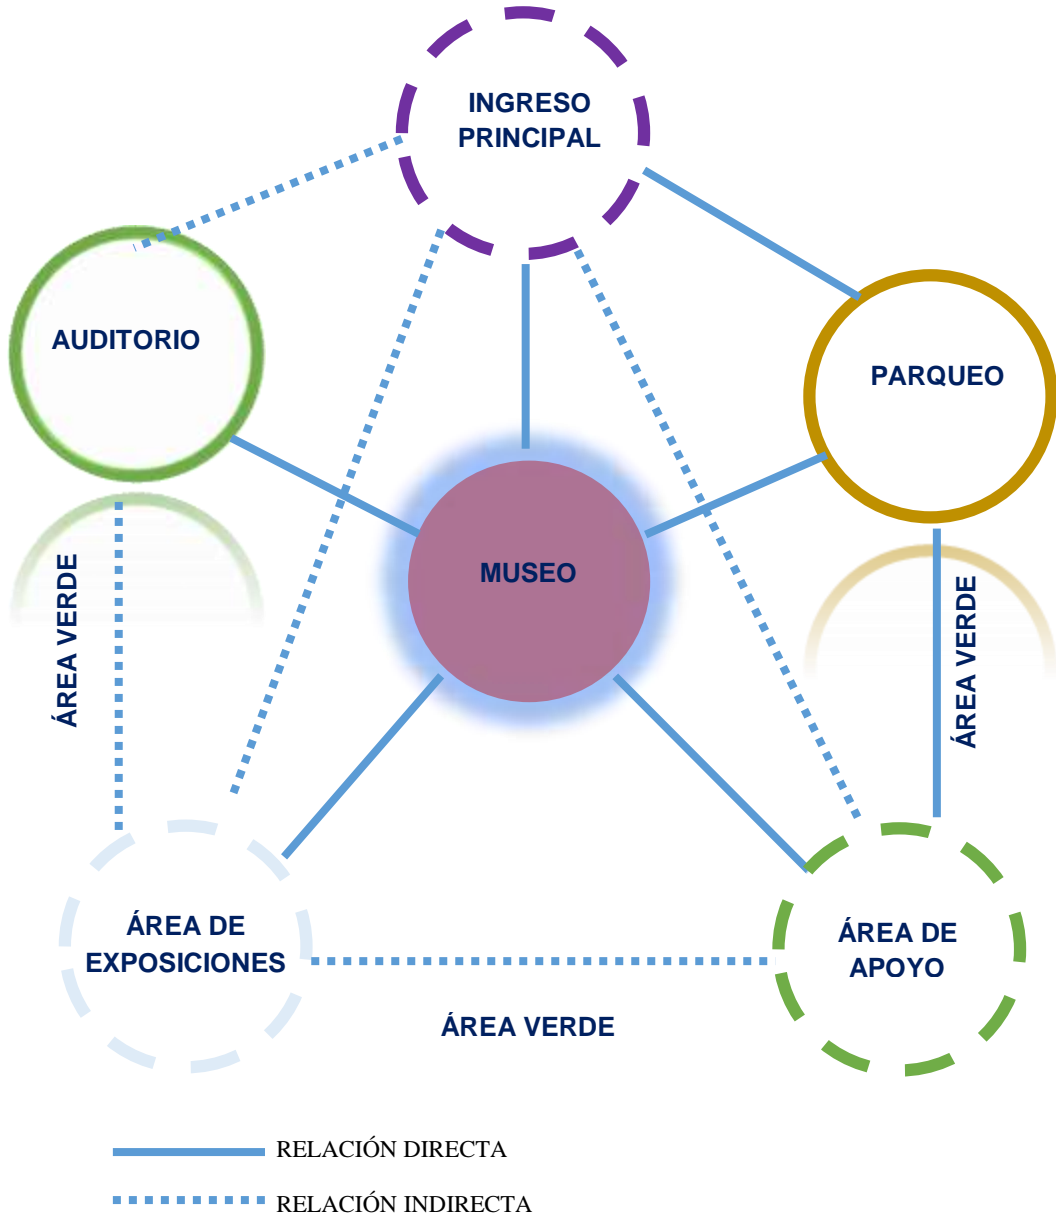 INGRESO
PRINCIPAL
AUDITORIO
PARQUEO
MUSEO
ÁREA VERDE
ÁREA VERDE
ÁREA DE
EXPOSICIONES
ÁREA DE
APOYO
ÁREA VERDE
RELACIÓN DIRECTA
RELACIÓN INDIRECTA